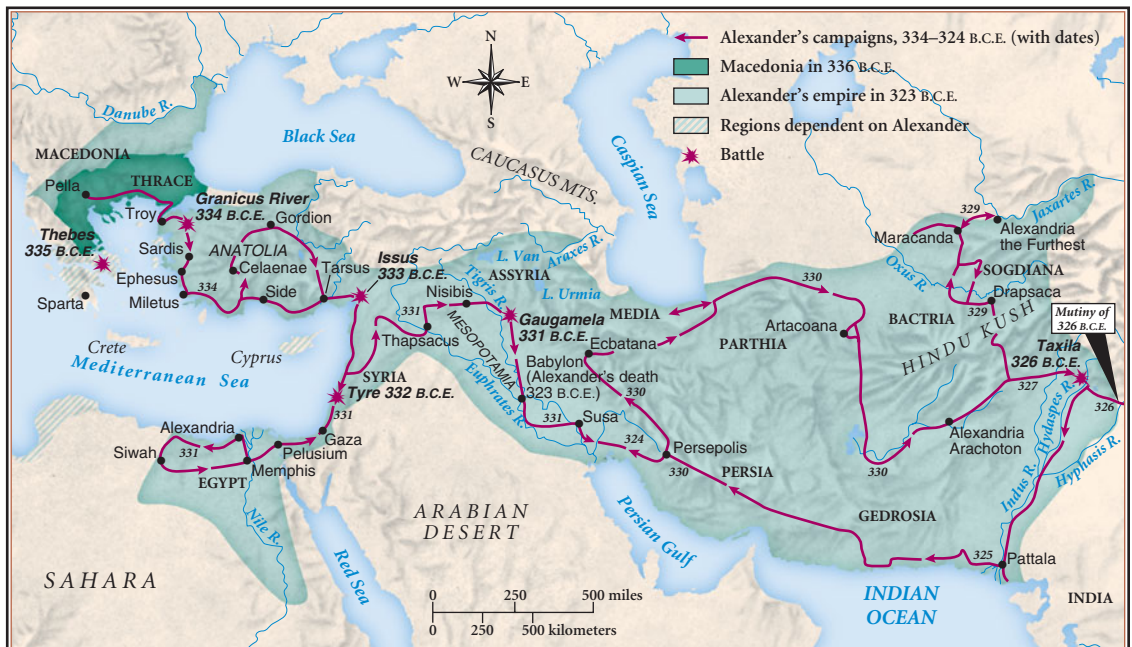 Alexander's campaigns, 334–324 B.C.E. (with dates)
Macedonia in 336 B.C.E.
Alexander's empire in 323 B.C.E.
Regions dependent on Alexander
Battle
N
W
E
S
Danube R.
Black Sea
Caspian Sea
CAUCASUS MTS.
MACEDONIA
THRACE
Pella
Troy
Granicus River
334 B.C.E.
Gordion
Thebes
335 B.C.E.
Sardis
ANATOLIA
Celaenae
Ephesus
Miletus
334
Side
Tarsus
Sparta
Issus
333 B.C.E.
L. Van
Araxes R.
ASSYRIA
L. Urmia
Tigris R.
Nisibis
331
Thapsacus
MESOPOTAMIA
Gaugamela
331 B.C.E.
MEDIA
Ecbatana
Babylon
(Alexander's death
323 B.C.E.)
Euphrates R.
331
Susa
324
330
Persepolis
330
PERSIA
330
PARTHIA
Artacoana
330
Maracanda
329
Jaxartes R.
Alexandria
the Furthest
Oxus R.
SOGDIANA
Drapsaca
329
BACTRIA
HINDU KUSH
Mutiny of
326 B.C.E.
Taxila
326 B.C.E.
327
326
Alexandria
Arachoton
Hydaspes R.
Indus R.
Hyphasis R.
GEDROSIA
325
Pattala
INDIA
INDIAN
OCEAN
Crete
Cyprus
Mediterranean Sea
SYRIA
Tyre 332 B.C.E.
331
Gaza
Alexandria
331
Siwah
Pelusium
Memphis
EGYPT
Nile R.
ARABIAN
DESERT
Persian Gulf
Red Sea
SAHARA
0 250 500 miles
0 250 500 kilometers